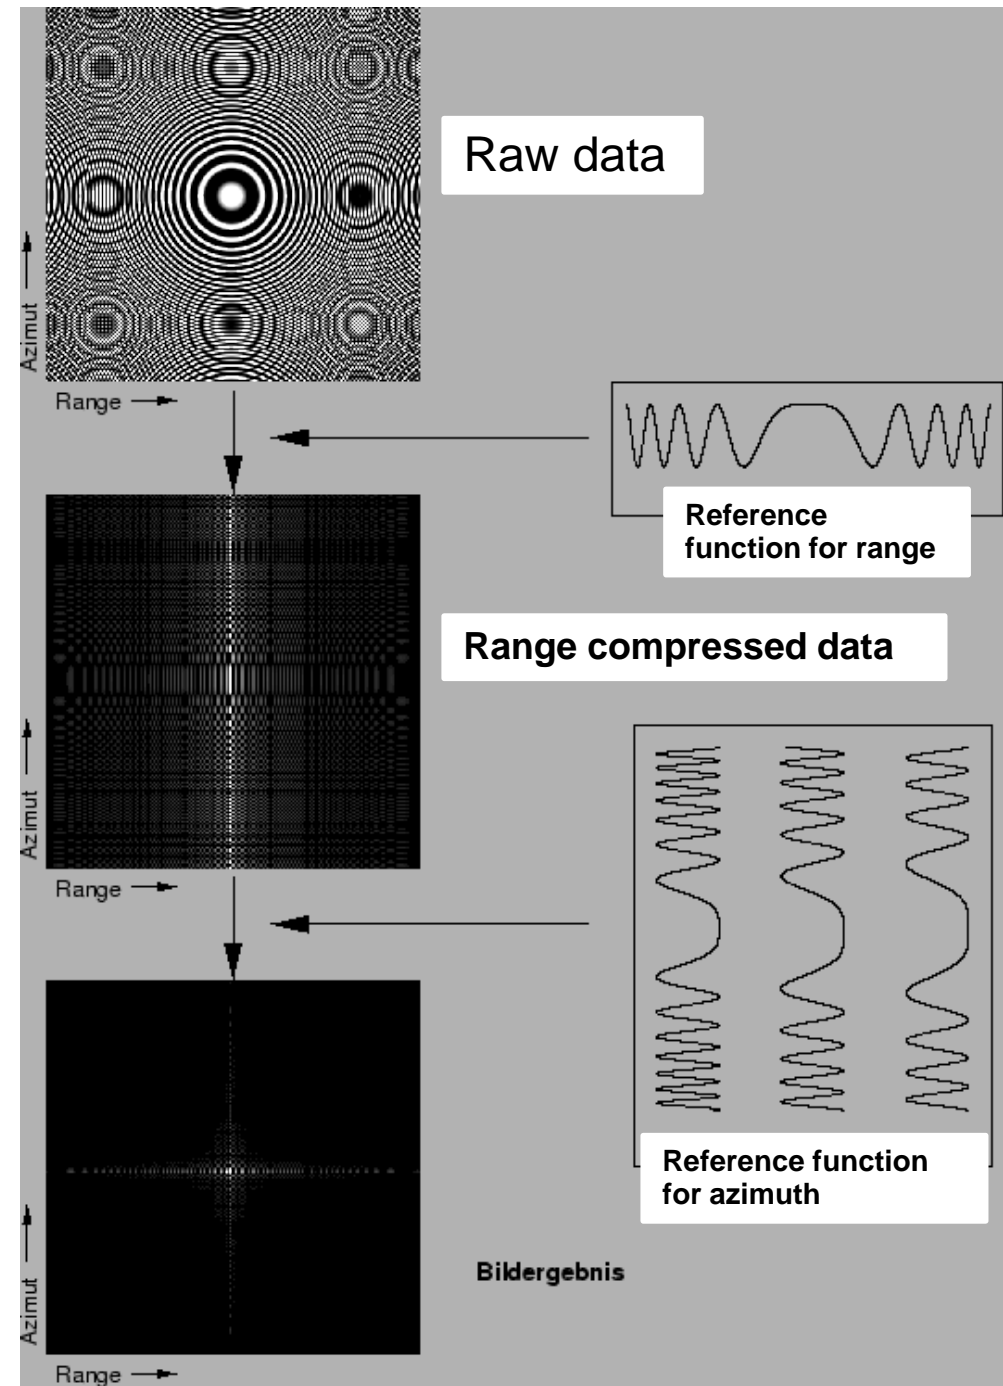 Raw data
Azimut
Range
Reference
function for range
Range compressed data
Azimut
Range
Reference function
for azimuth
Bildergebnis
Azimut
Range